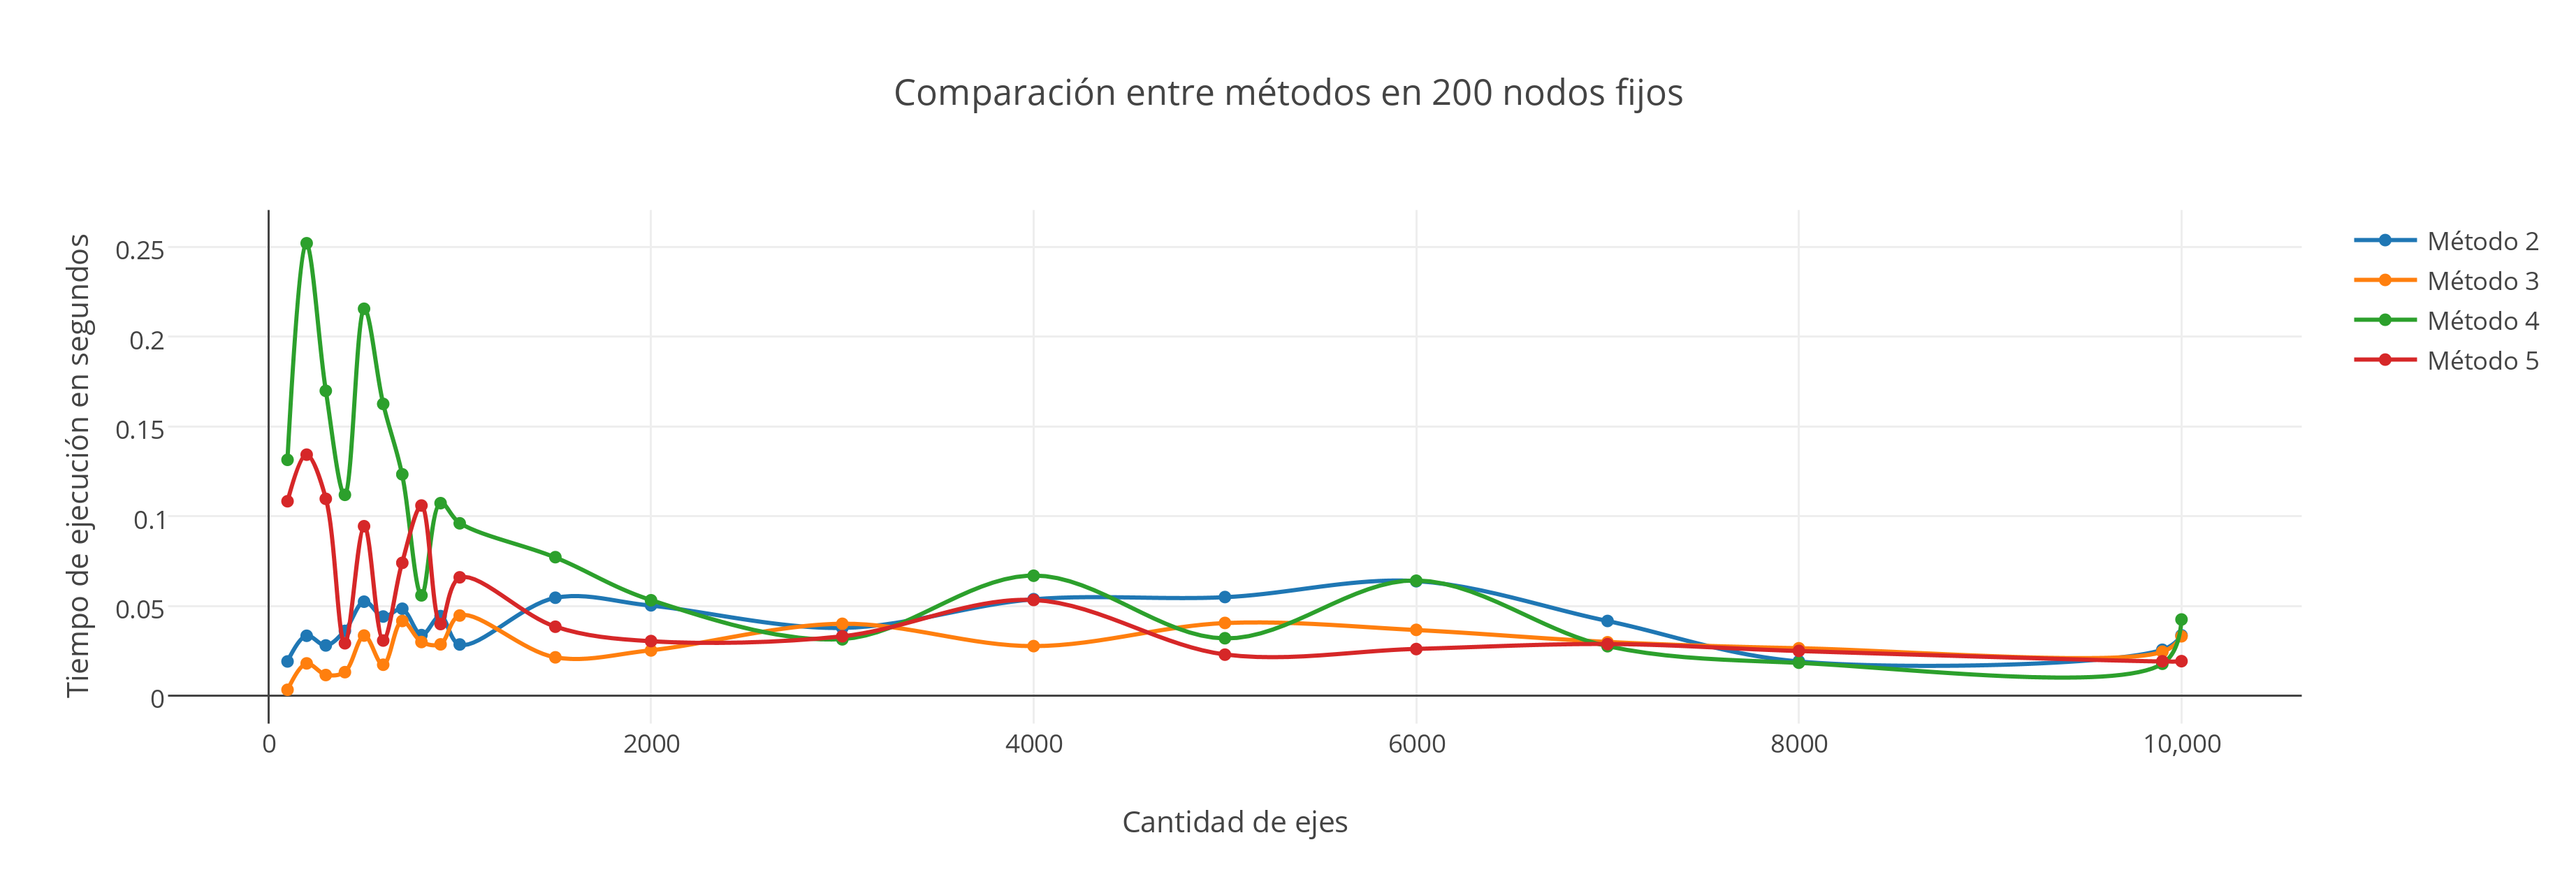 Comparación entre métodos en 200 nodos fijos
Tiempo de ejecución en segundos
0.25
0.2
0.15
0.1
0.05
0
0
2000
4000
6000
8000
10,000
Cantidad de ejes
Método 2
Método 3
Método 4
Método 5